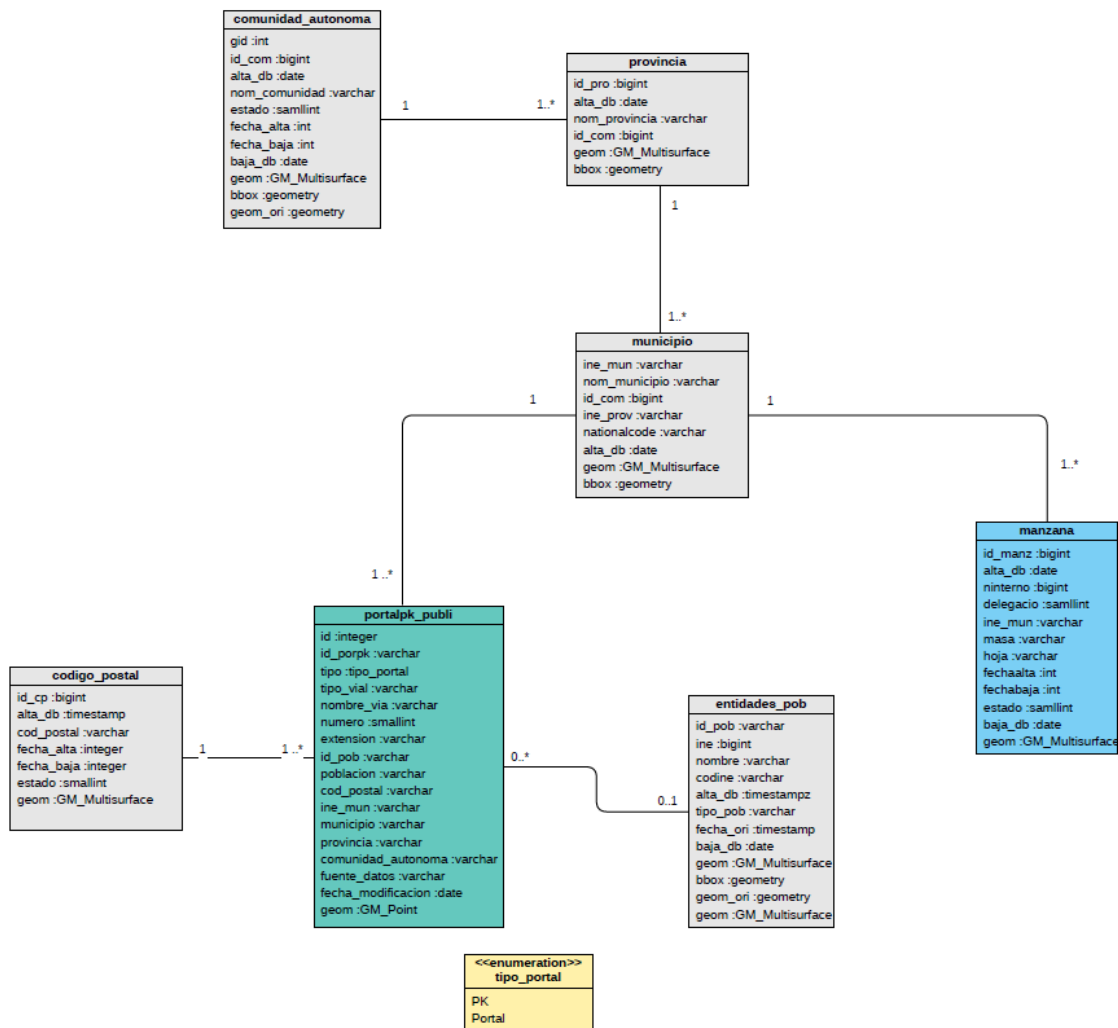 comunidad_autonoma
gid :int
id_com :bigint
alta_db :date
nom_comunidad :varchar
estado :samllint
fecha_alta :int
fecha_baja :int
baja_db :date
geom :GM_Multisurface
bbox :geometry
geom_ori :geometry
1
1..*
provincia
id_pro :bigint
alta_db :date
nom_provincia :varchar
id_com :bigint
geom :GM_Multisurface
bbox :geometry
1
1..*
municipio
ine_mun :varchar
nom_municipio :varchar
id_com :bigint
ine_prov :varchar
nationalcode :varchar
alta_db :date
geom :GM_Multisurface
bbox :geometry
1
1
1..*
1 ..*
manzana
id_manz :bigint
alta_db :date
ninterno :bigint
delegacio :samllint
ine_mun :varchar
masa :varchar
hoja :varchar
fechaalta :int
fechabaja :int
estado :samllint
baja_db :date
geom :GM_Multisurface
portalpk_publi
id :integer
id_porpk :varchar
tipo :tipo_portal
tipo_vial :varchar
nombre_via :varchar
numero :smallint
extension :varchar
id_pob :varchar
poblacion :varchar
cod_postal :varchar
ine_mun :varchar
municipio :varchar
provincia :varchar
comunidad_autonoma :varchar
fuente_datos :varchar
fecha_modificacion :date
geom :GM_Point
codigo_postal
id_cp :bigint
alta_db :timestamp
cod_postal :varchar
fecha_alta :integer
fecha_baja :integer
estado :smallint
geom :GM_Multisurface
1
1 ..*
0..*
0..1
entidades_pob
id_pob :varchar
ine :bigint
nombre :varchar
codine :varchar
alta_db :timestampz
tipo_pob :varchar
fecha_ori :timestamp
baja_db :date
geom :GM_Multisurface
bbox :geometry
geom_ori :geometry
geom :GM_Multisurface
<<enumeration>>
tipo_portal
PK
Portal